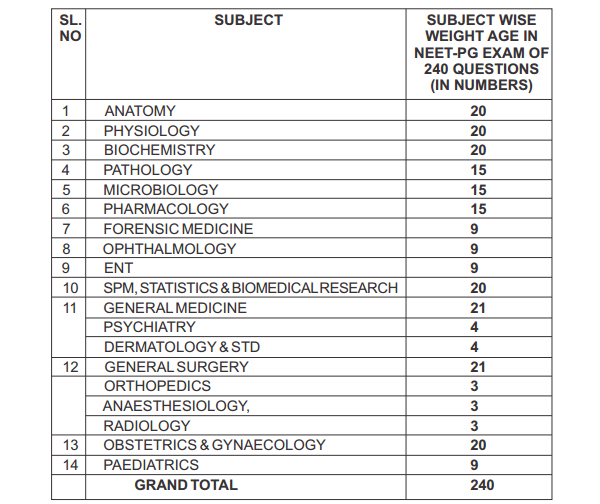 SL. NO SUBJECT SUBJECT WISE WEIGHT AGE IN NEET-PG EXAM OF 240 QUESTIONS (IN NUMBERS)
1 ANATOMY 20
2 PHYSIOLOGY 20
3 BIOCHEMISTRY 20
4 PATHOLOGY 15
5 MICROBIOLOGY 15
6 PHARMACOLOGY 15
7 FORENSIC MEDICINE 9
8 OPHTHALMOLOGY 9
9 ENT 9
10 SPM, STATISTICS & BIOMEDICAL RESEARCH 20
11 GENERAL MEDICINE 21
PSYCHIATRY 4
DERMATOLOGY & STD 4
12 GENERAL SURGERY 21
ORTHOPEDICS 3
ANAESTHESIOLOGY, 3
RADIOLOGY 3
13 OBSTETRICS & GYNAECOLOGY 20
14 PAEDIATRICS 9
GRAND TOTAL 240